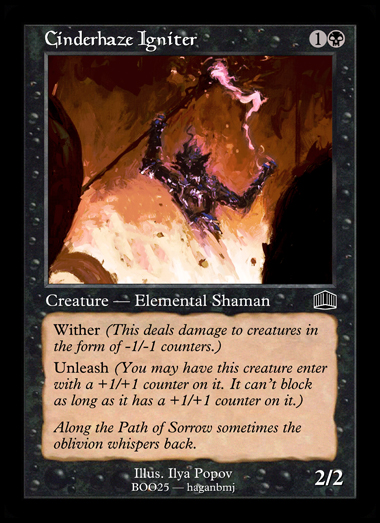 Cinderhaze Igniter 1
Creature — Elemental Shaman
Wither (This deals damage to creatures in
the form of -1/-1 counters.)
Unleash (You may have this creature enter
with a +1/+1 counter on it. It can't block
as long as it has a +1/+1 counter on it.)
Along the Path of Sorrow sometimes the
oblivion whispers back.
Illus. Ilya Popov
BOO25 — haganbmj
2/2